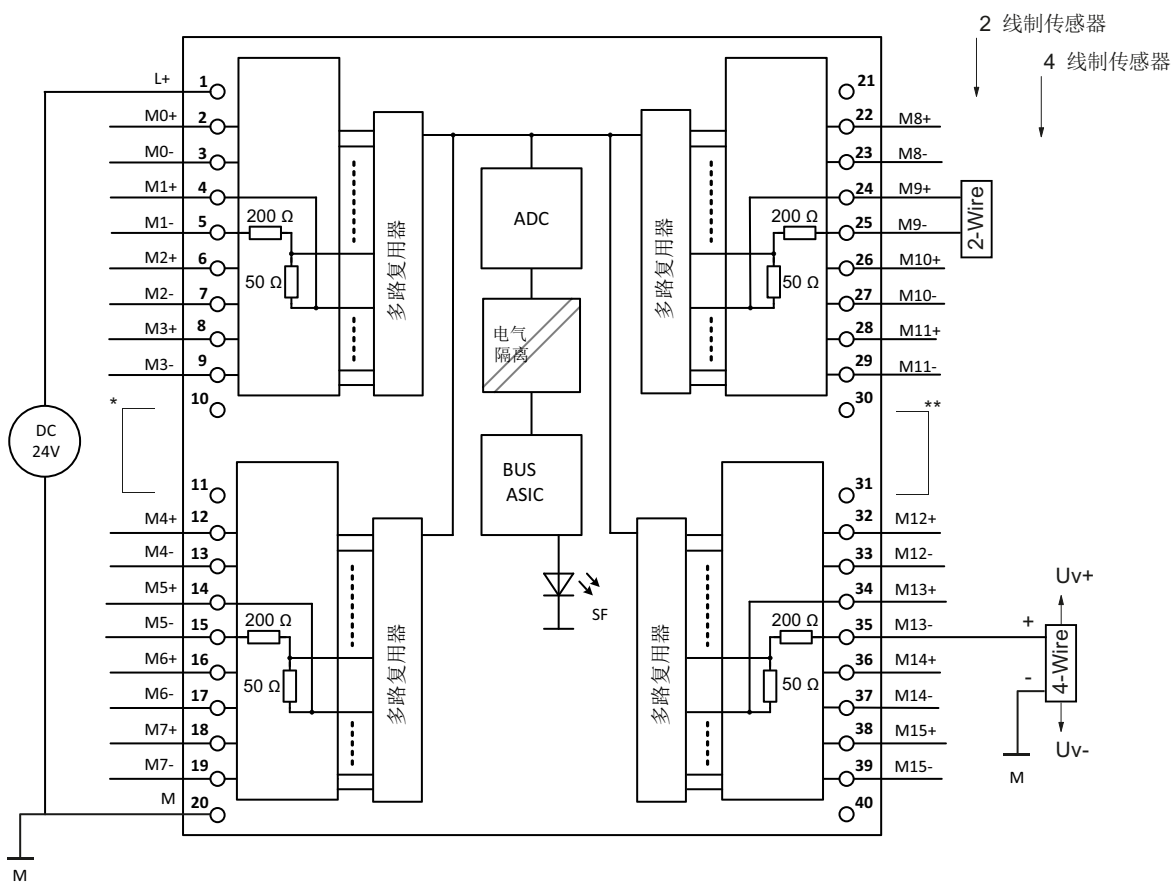 2 线制传感器
4 线制传感器
L+ 1
M0+ 2
M0- 3
M1+ 4
M1- 5
M2+ 6
M2- 7
M3+ 8
M3- 9
10
*
11
M4+ 12
M4- 13
M5+ 14
M5- 15
M6+ 16
M6- 17
M7+ 18
M7- 19
M 20
M
DC
24V
200 Ω
50 Ω
多路复用器
200 Ω
50 Ω
多路复用器
ADC
电气
隔离
BUS
ASIC
SF
多路复用器
200 Ω
50 Ω
多路复用器
200 Ω
50 Ω
21
22 M8+
23 M8-
24 M9+
25 M9-
26 M10+
27 M10-
28 M11+
29 M11-
30
**
31
32 M12+
33 M12-
34 M13+
35 M13-
36 M14+
37 M14-
38 M15+
39 M15-
40
2-Wire
Uv+
+
4-Wire
-
Uv-
M